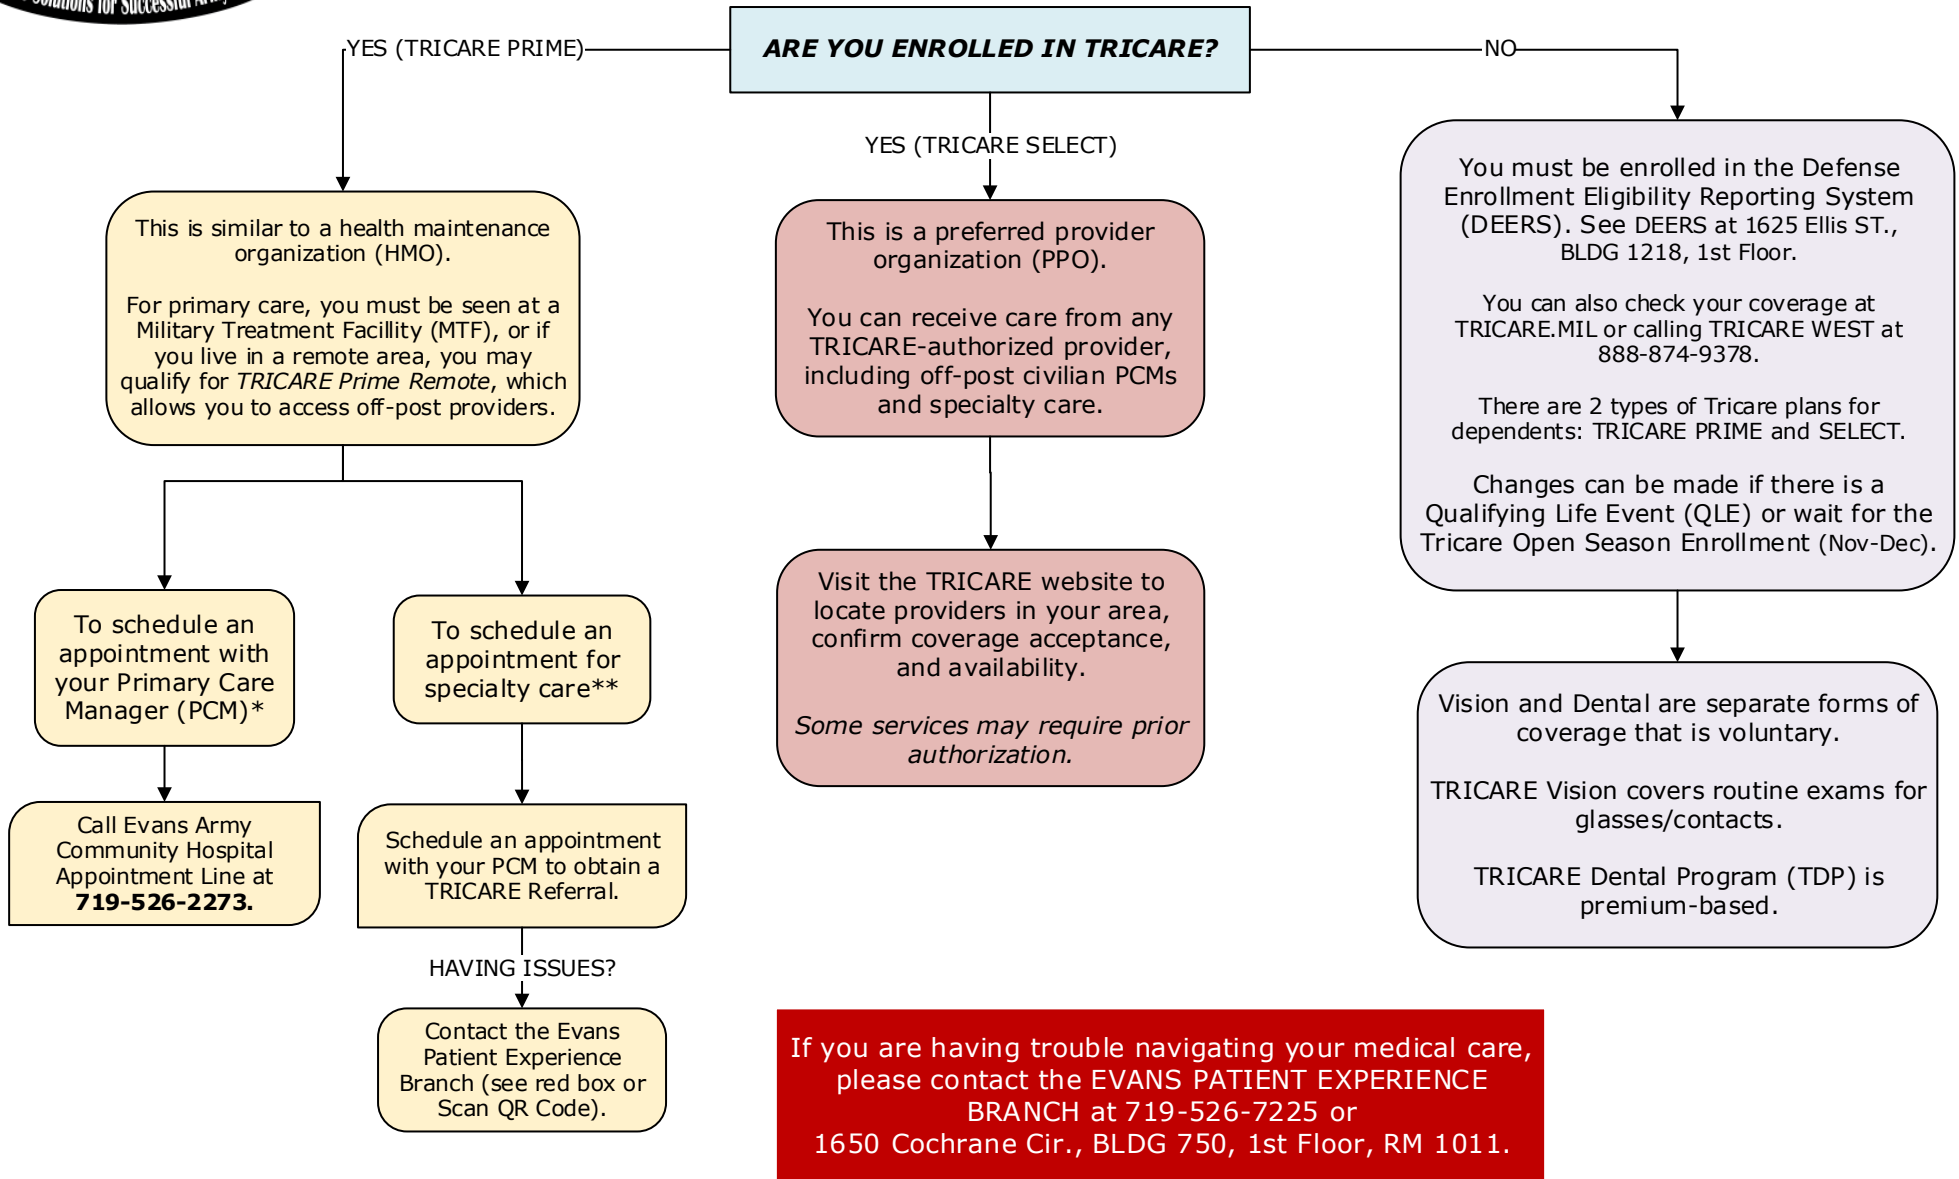 Solutions for Successful Army
ARE YOU ENROLLED IN TRICARE?
YES (TRICARE PRIME)
YES (TRICARE SELECT)
NO
This is similar to a health maintenance
organization (HMO).
For primary care, you must be seen at a
Military Treatment Facillity (MTF), or if
you live in a remote area, you may
qualify for TRICARE Prime Remote, which
allows you to access off-post providers.
To schedule an
appointment with
your Primary Care
Manager (PCM)*
Call Evans Army
Community Hospital
Appointment Line at
719-526-2273.
To schedule an
appointment for
specialty care**
Schedule an appointment
with your PCM to obtain a
TRICARE Referral.
HAVING ISSUES?
Contact the Evans
Patient Experience
Branch (see red box or
Scan QR Code).
This is a preferred provider
organization (PPO).
You can receive care from any
TRICARE-authorized provider,
including off-post civilian PCMs
and specialty care.
Visit the TRICARE website to
locate providers in your area,
confirm coverage acceptance,
and availability.
Some services may require prior
authorization.
You must be enrolled in the Defense
Enrollment Eligibility Reporting System
(DEERS). See DEERS at 1625 Ellis ST.,
BLDG 1218, 1st Floor.
You can also check your coverage at
TRICARE.MIL or calling TRICARE WEST at
888-874-9378.
There are 2 types of Tricare plans for
dependents: TRICARE PRIME and SELECT.
Changes can be made if there is a
Qualifying Life Event (QLE) or wait for the
Tricare Open Season Enrollment (Nov-Dec).
Vision and Dental are separate forms of
coverage that is voluntary.
TRICARE Vision covers routine exams for
glasses/contacts.
TRICARE Dental Program (TDP) is
premium-based.
If you are having trouble navigating your medical care,
please contact the EVANS PATIENT EXPERIENCE
BRANCH at 719-526-7225 or
1650 Cochrane Cir., BLDG 750, 1st Floor, RM 1011.